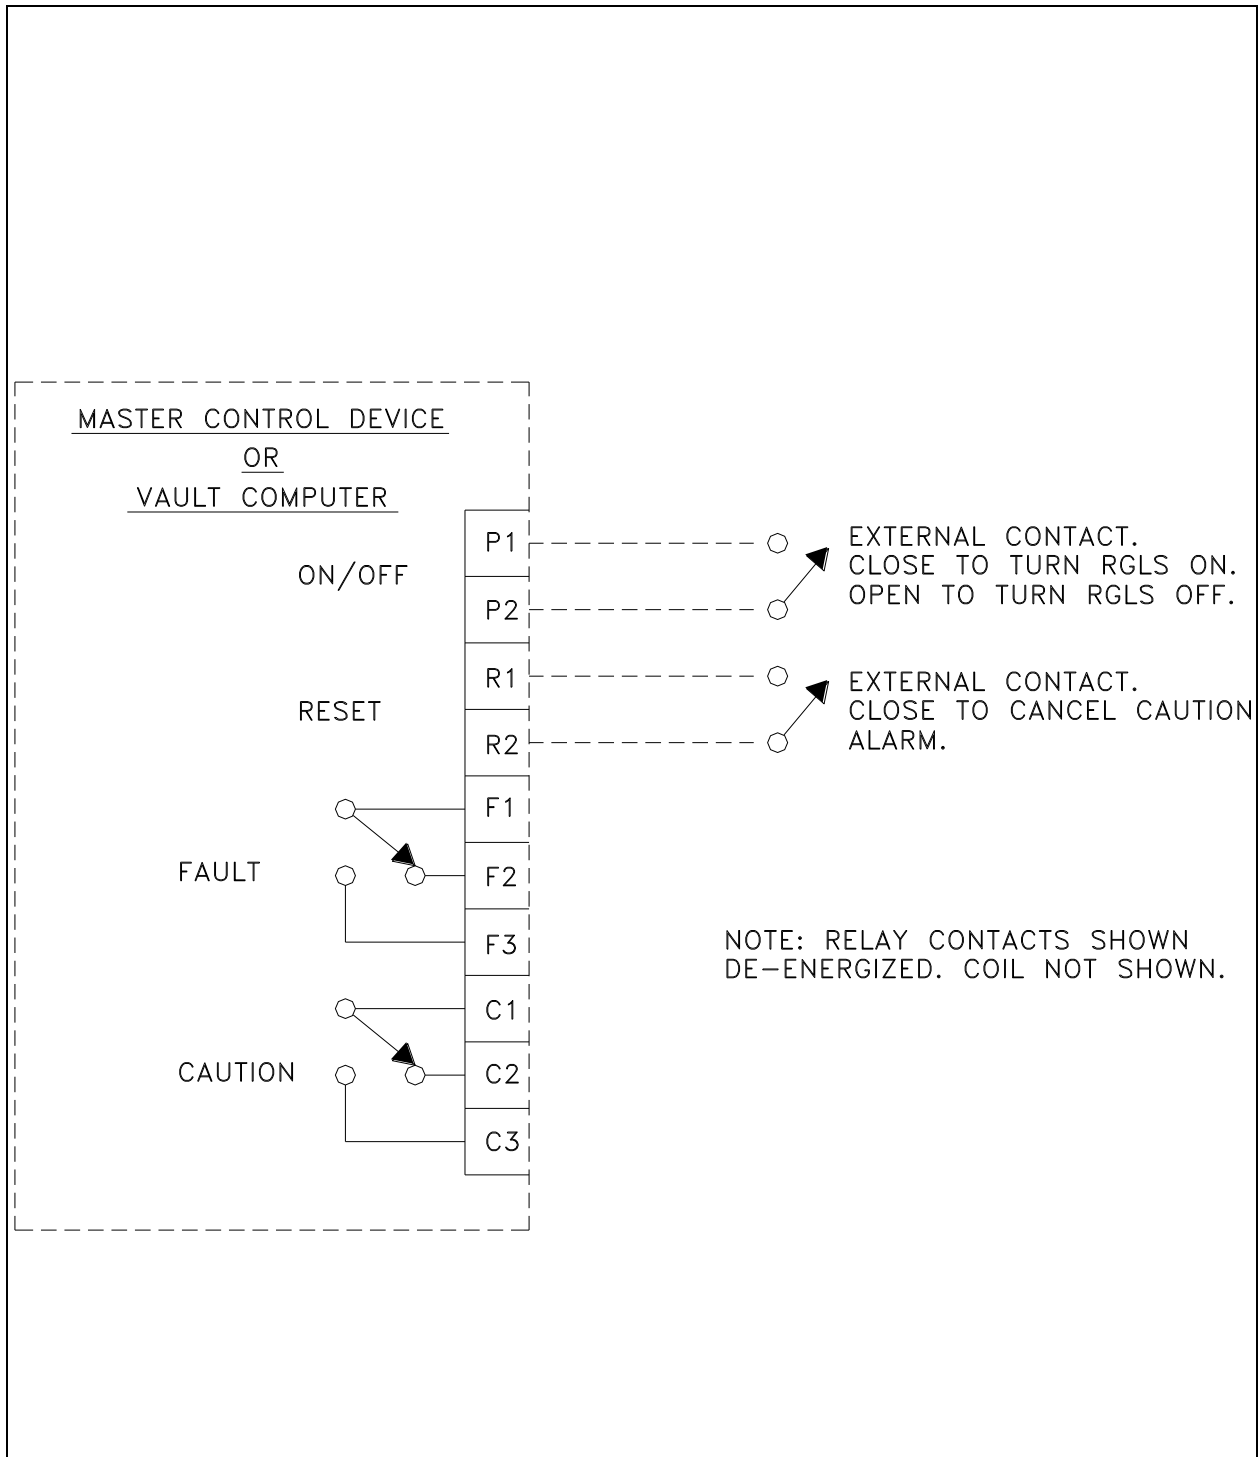 MASTER CONTROL DEVICE
OR
VAULT COMPUTER
P1
ON/OFF
P2
EXTERNAL CONTACT.
CLOSE TO TURN RGLS ON.
OPEN TO TURN RGLS OFF.
R1
RESET
R2
EXTERNAL CONTACT.
CLOSE TO CANCEL CAUTION
ALARM.
F1
FAULT
F2
F3
NOTE: RELAY CONTACTS SHOWN
DE-ENERGIZED. COIL NOT SHOWN.
C1
CAUTION
C2
C3